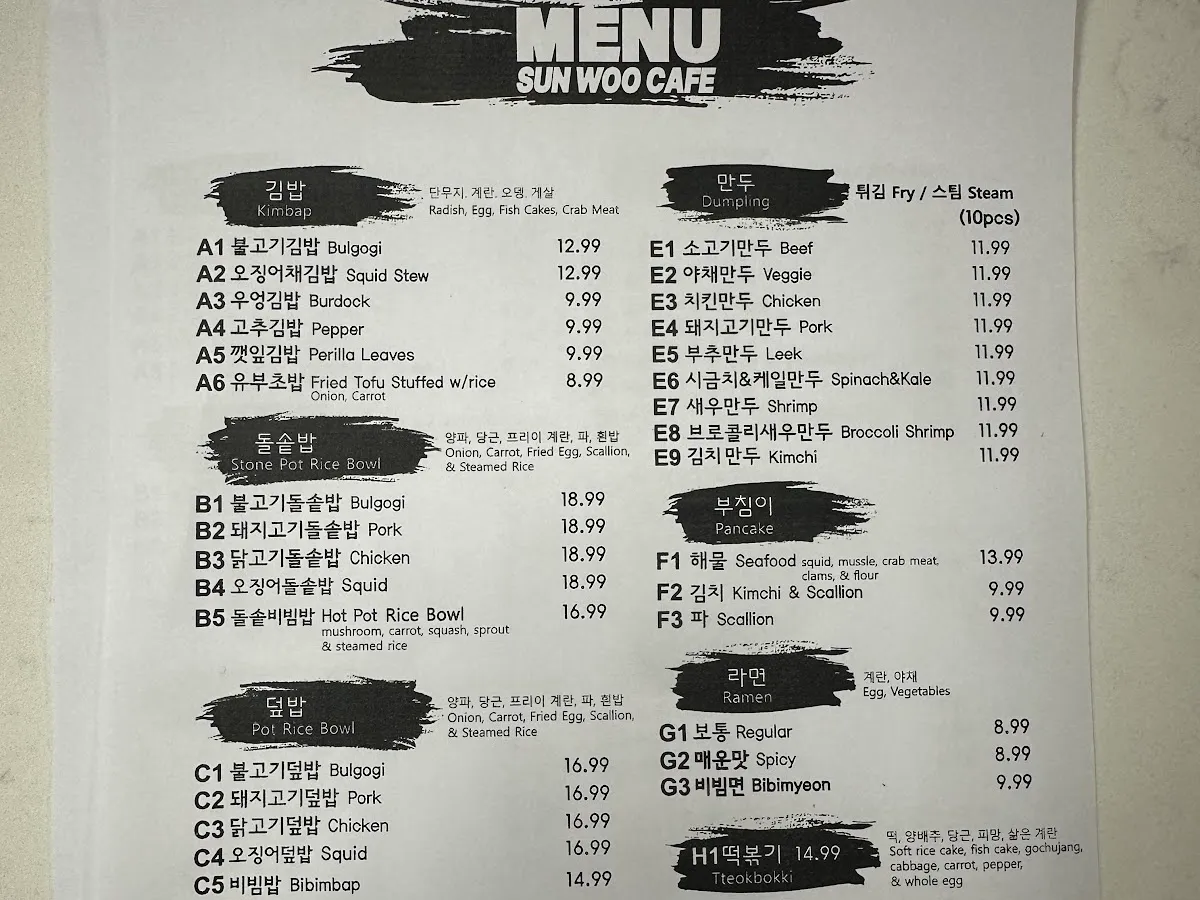 MENU
SUN WOO CAFE
김밥
Kimbap
단무지. 계란. 오뎅. 게살
Radish, Egg, Fish Cakes, Crab Meat
A1 불고기김밥 Bulgogi 12.99
A2 오징어채김밥 Squid Stew 12.99
A3 우엉김밥 Burdock 9.99
A4 고추김밥 Pepper 9.99
A5 깻잎김밥 Perilla Leaves 9.99
A6 유부초밥 Fried Tofu Stuffed w/rice 8.99
Onion, Carrot
돌솥밥
Stone Pot Rice Bowl
양파, 당근, 프리이 계란, 파, 흰밥
Onion, Carrot, Fried Egg, Scallion,
& Steamed Rice
B1 불고기돌솥밥 Bulgogi 18.99
B2 돼지고기돌솥밥 Pork 18.99
B3 닭고기돌솥밥 Chicken 18.99
B4 오징어돌솥밥 Squid 18.99
B5 돌솥비빔밥 Hot Pot Rice Bowl 16.99
mushroom, carrot, squash, sprout
& steamed rice
덮밥
Pot Rice Bowl
양파, 당근, 프리이 계란, 파, 흰밥
Onion, Carrot, Fried Egg, Scallion,
& Steamed Rice
C1 불고기덮밥 Bulgogi 16.99
C2 돼지고기덮밥 Pork 16.99
C3 닭고기덮밥 Chicken 16.99
C4 오징어덮밥 Squid 16.99
C5 비빔밥 Bibimbap 14.99
만두
Dumpling
튀김 Fry / 스팀 Steam
(10pcs)
E1 소고기만두 Beef 11.99
E2 야채만두 Veggie 11.99
E3 치킨만두 Chicken 11.99
E4 돼지고기만두 Pork 11.99
E5 부추만두 Leek 11.99
E6 시금치&케일만두 Spinach&Kale 11.99
E7 새우만두 Shrimp 11.99
E8 브로콜리새우만두 Broccoli Shrimp 11.99
E9 김치만두 Kimchi 11.99
부침이
Pancake
F1 해물 Seafood squid, mussle, crab meat, 13.99
clams, & flour
F2 김치 Kimchi & Scallion 9.99
F3 파 Scallion 9.99
라면
Ramen
계란, 야채
Egg, Vegetables
G1 보통 Regular 8.99
G2 매운맛 Spicy 8.99
G3 비빔면 Bibimyeon 9.99
H1 떡볶기 14.99
Tteokbokki
떡, 양배추, 당근, 피망, 삶은 계란
Soft rice cake, fish cake, gochujang,
cabbage, carrot, pepper,
& whole egg